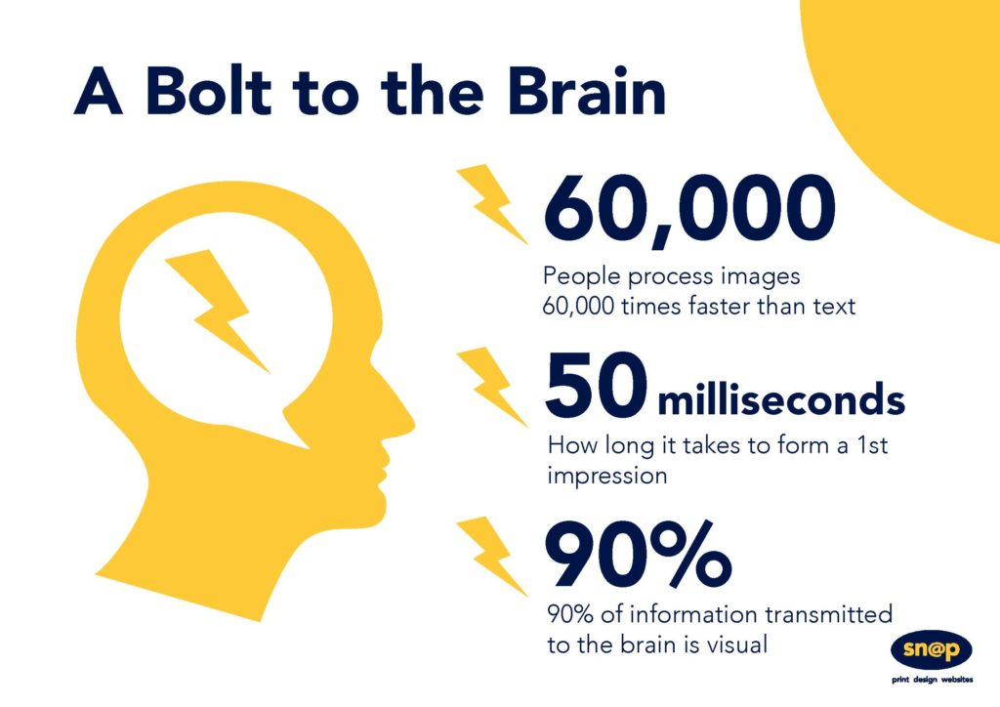 A Bolt to the Brain
60,000
People process images
60,000 times faster than text
50 milliseconds
How long it takes to form a 1st
impression
90%
90% of information transmitted
to the brain is visual
sn@p
print design websites